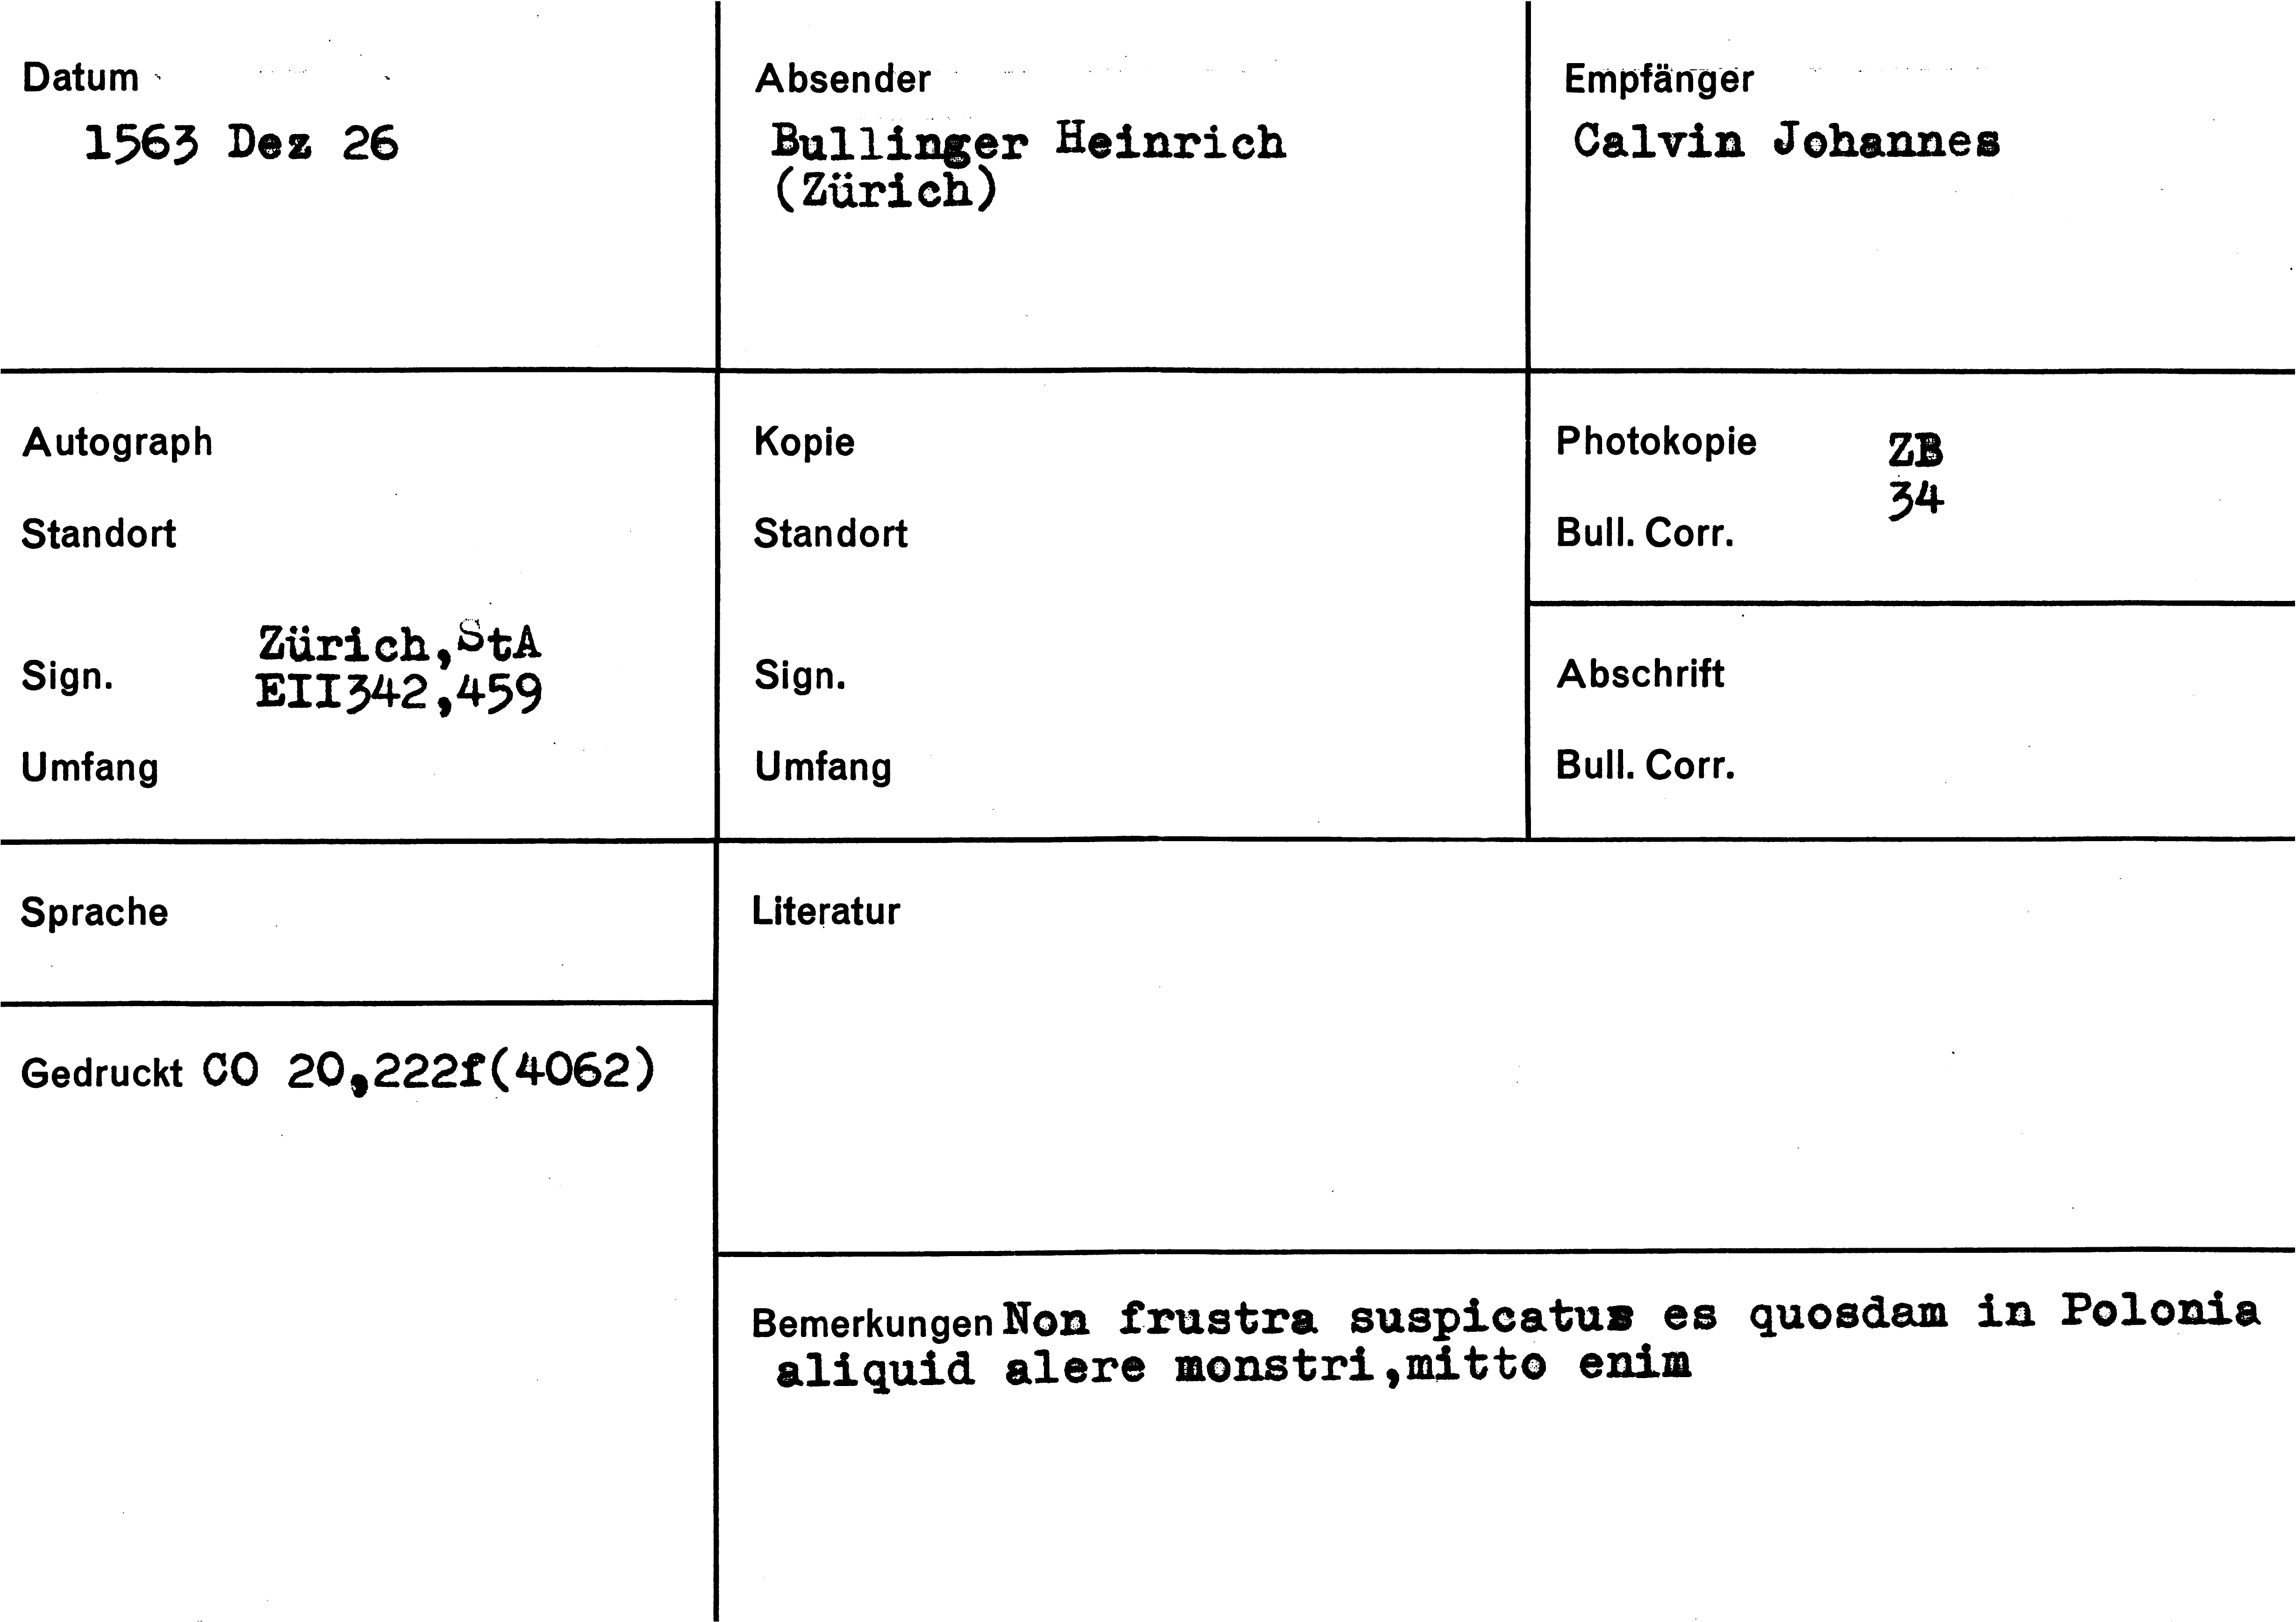 Datum
1563 Dez 26
Absender
Bullinger Heinrich
(Zürich)
Empfänger
Calvin Johannes
Autograph
Standort
Zürich,StA
Sign.
EII342,459
Umfang
Kopie
Standort
Sign.
Umfang
Photokopie ZB
34
Bull. Corr.
Abschrift
Bull. Corr.
Sprache
Literatur
Gedruckt CO 20,222f(4062)
Bemerkungen Non frustra suspicatus es quosdam in Polonia
aliquid alere monstri,mitto enim